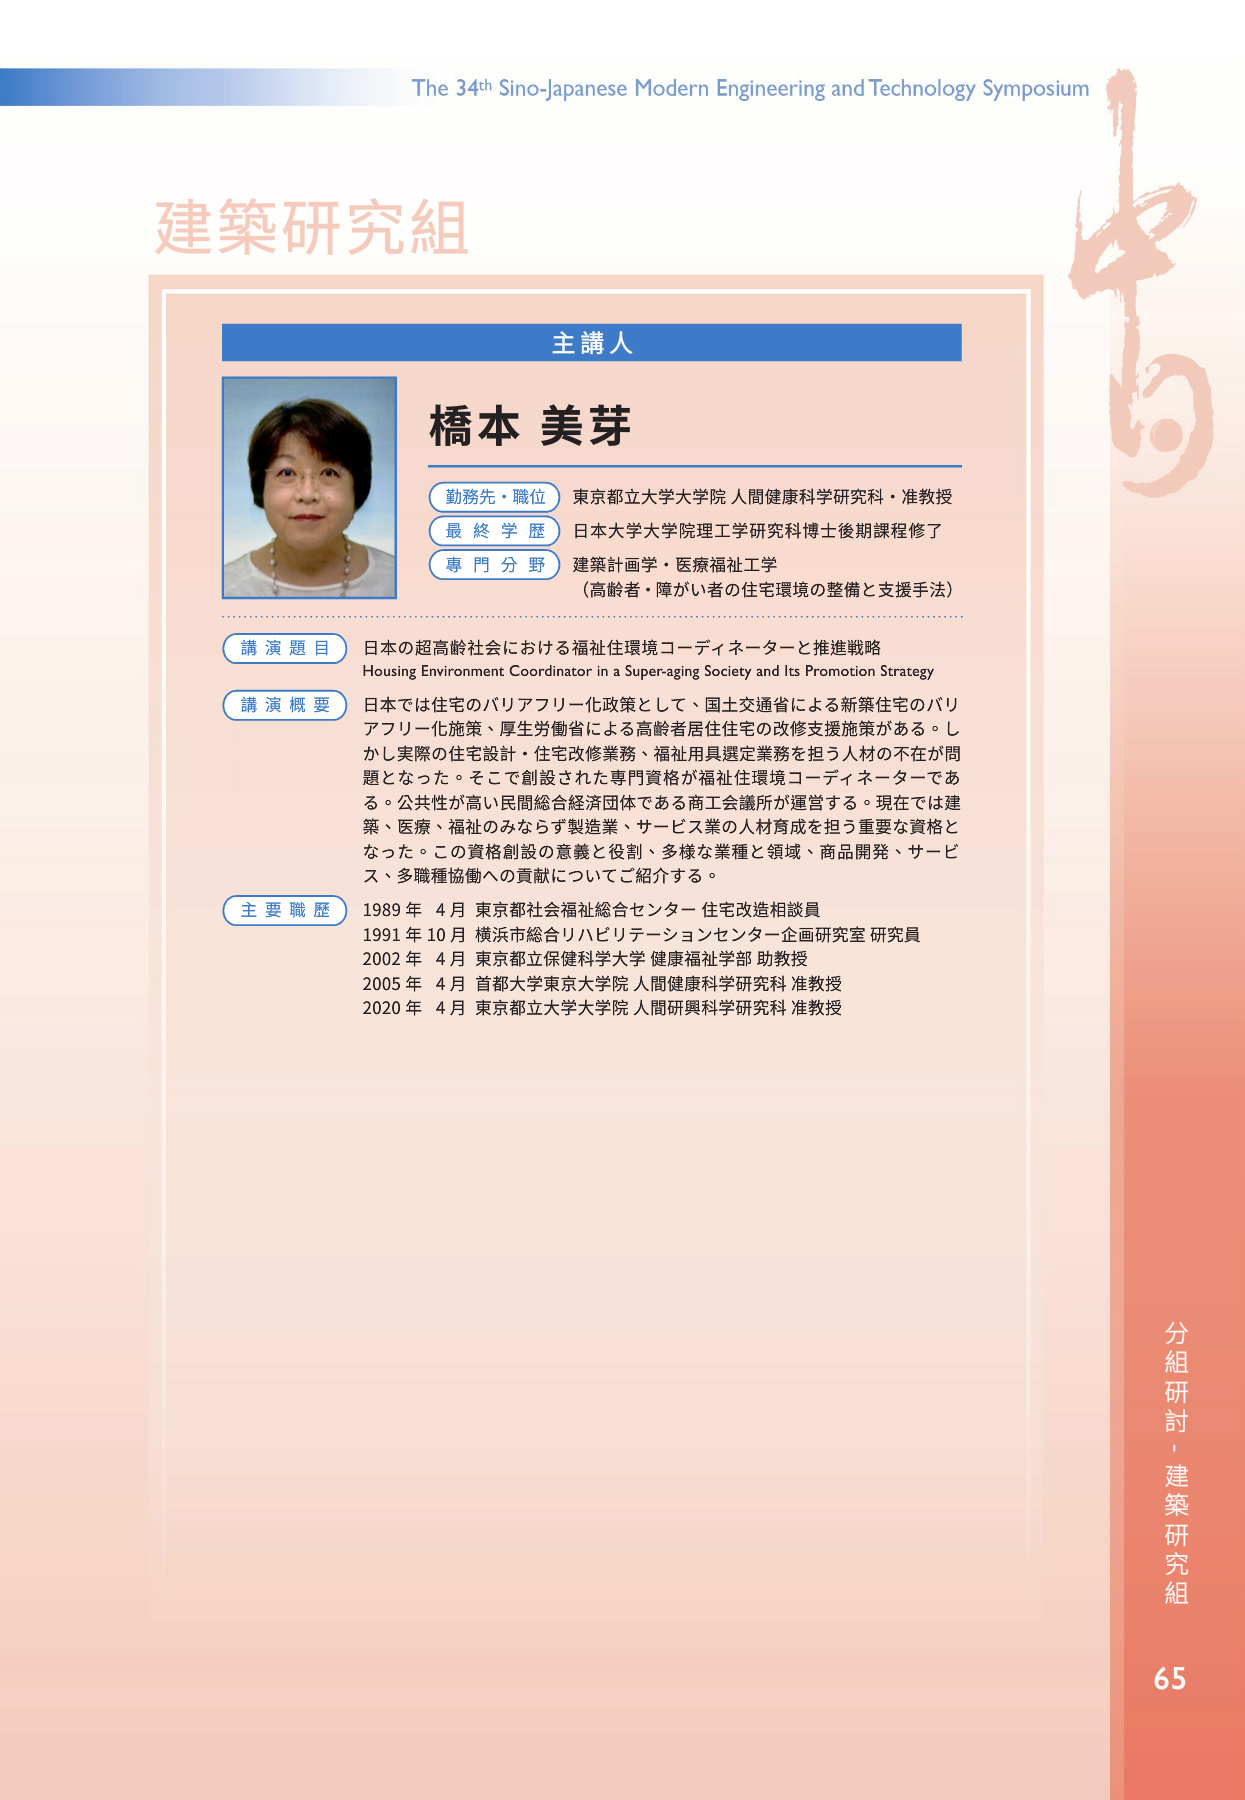 The 34th Sino-Japanese Modern Engineering and Technology Symposium
中日
建築研究組
主講人
橋本 美芽
勤務先・職位 東京都立大学大学院 人間健康科学研究科・准教授
最終学歴 日本大学大学院理工学研究科博士後期課程修了
專門分野 建築計画学・医療福祉工学
（高齢者・障がい者の住宅環境の整備と支援手法）
講演題目 日本の超高齢社会における福祉住環境コーディネーターと推進戦略
Housing Environment Coordinator in a Super-aging Society and Its Promotion Strategy
講演概要 日本では住宅のバリアフリー化政策として、国土交通省による新築住宅のバリ
アフリー化施策、厚生労働省による高齢者居住住宅の改修支援施策がある。し
かし実際の住宅設計・住宅改修業務、福祉用具選定業務を担う人材の不在が問
題となった。そこで創設された専門資格が福祉住環境コーディネーターであ
る。公共性が高い民間総合経済団体である商工会議所が運営する。現在では建
築、医療、福祉のみならず製造業、サービス業の人材育成を担う重要な資格と
なった。この資格創設の意義と役割、多様な業種と領域、商品開発、サービ
ス、多職種協働への貢献についてご紹介する。
主要職歷 1989 年 4 月 東京都社会福祉総合センター 住宅改造相談員
1991 年 10 月 横浜市総合リハビリテーションセンター企画研究室 研究員
2002 年 4 月 東京都立保健科学大学 健康福祉学部 助教授
2005 年 4 月 首都大学東京大学院 人間健康科学研究科 准教授
2020 年 4 月 東京都立大学大学院 人間研興科学研究科 准教授
分組研討-建築研究組
65